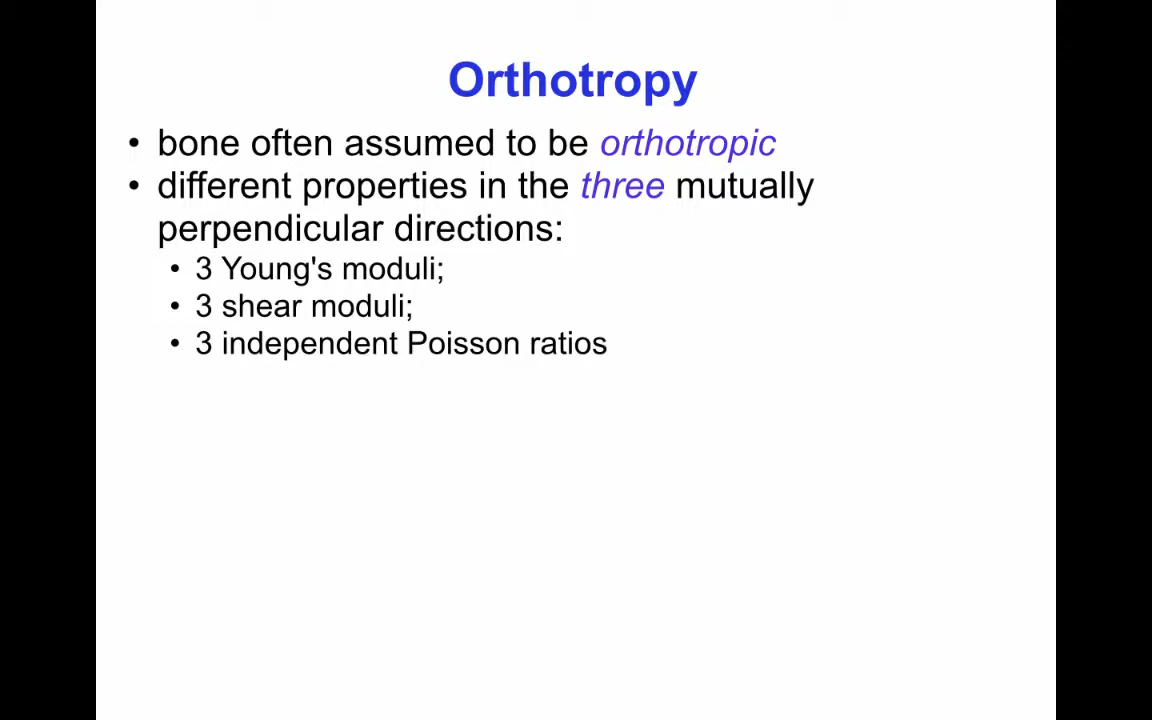 Orthotropy
• bone often assumed to be orthotropic
• different properties in the three mutually
perpendicular directions:
• 3 Young's moduli;
• 3 shear moduli;
• 3 independent Poisson ratios